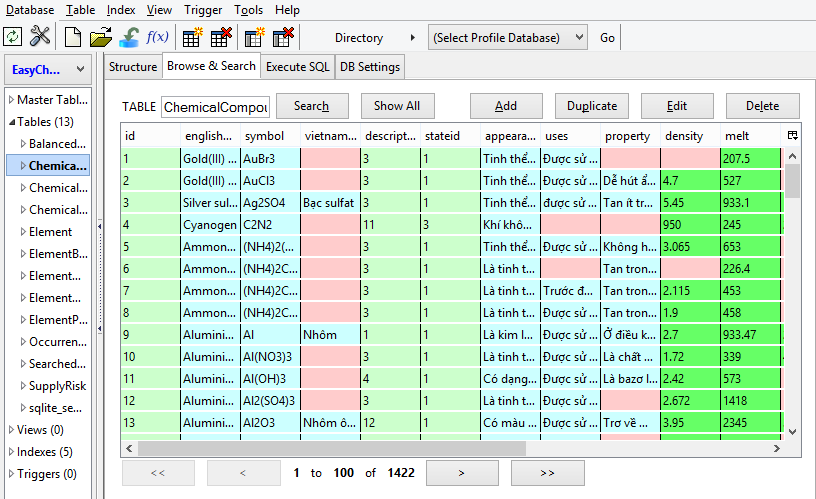 Database Table Index View Trigger Tools Help
f(x) Directory (Select Profile Database) Go
EasyCh...
Structure Browse & Search Execute SQL DB Settings
Master Tabl...
Tables (13)
Balanced...
Chemica...
Chemical...
Chemical...
Element
ElementB...
Element...
Element...
ElementP...
Occurren...
Searched...
SupplyRisk
sqlite_se...
Views (0)
Indexes (5)
Triggers (0)
TABLE ChemicalCompou Search Show All Add Duplicate Edit Delete
id english... symbol vietnam... descript... stateid appeara... uses property density melt
1 Gold(III) ... AuBr3 3 1 Tinh thể... Được sử ... 207.5
2 Gold(III) ... AuCl3 3 1 Tinh thể... Được sử ... Dễ hút ẩ... 4.7 527
3 Silver sul... Ag2SO4 Bạc sulfat 3 1 Tinh thể... được sử ... Tan ít tr... 5.45 933.1
4 Cyanogen C2N2 11 3 Khí khô... 950 245
5 Ammon... (NH4)2(... 3 1 Tinh thể... Được sử ... Không h... 3.065 653
6 Ammon... (NH4)2C... 3 1 Là tinh t... Tan tron... 226.4
7 Ammon... (NH4)2C... 3 1 Là tinh t... Trước đ... Tan tron... 2.115 453
8 Ammon... (NH4)2C... 3 1 Là tinh t... Được sử ... Tan tron... 1.9 458
9 Alumini... Al Nhôm 1 1 Là kim l... Được sử ... Ở điều k... 2.7 933.47
10 Alumini... Al(NO3)3 3 1 Là tinh t... Được sử ... Là chất ... 1.72 339
11 Alumini... Al(OH)3 4 1 Có dạng... Được sử ... Là bazơ l... 2.42 573
12 Alumini... Al2(SO4)3 3 1 Là tinh t... Được sử ... 2.672 1418
13 Alumini... Al2O3 Nhôm ô... 12 1 Có màu ... Được sử ... Trơ về ... 3.95 2345
<< < 1 to 100 of 1422 > >>